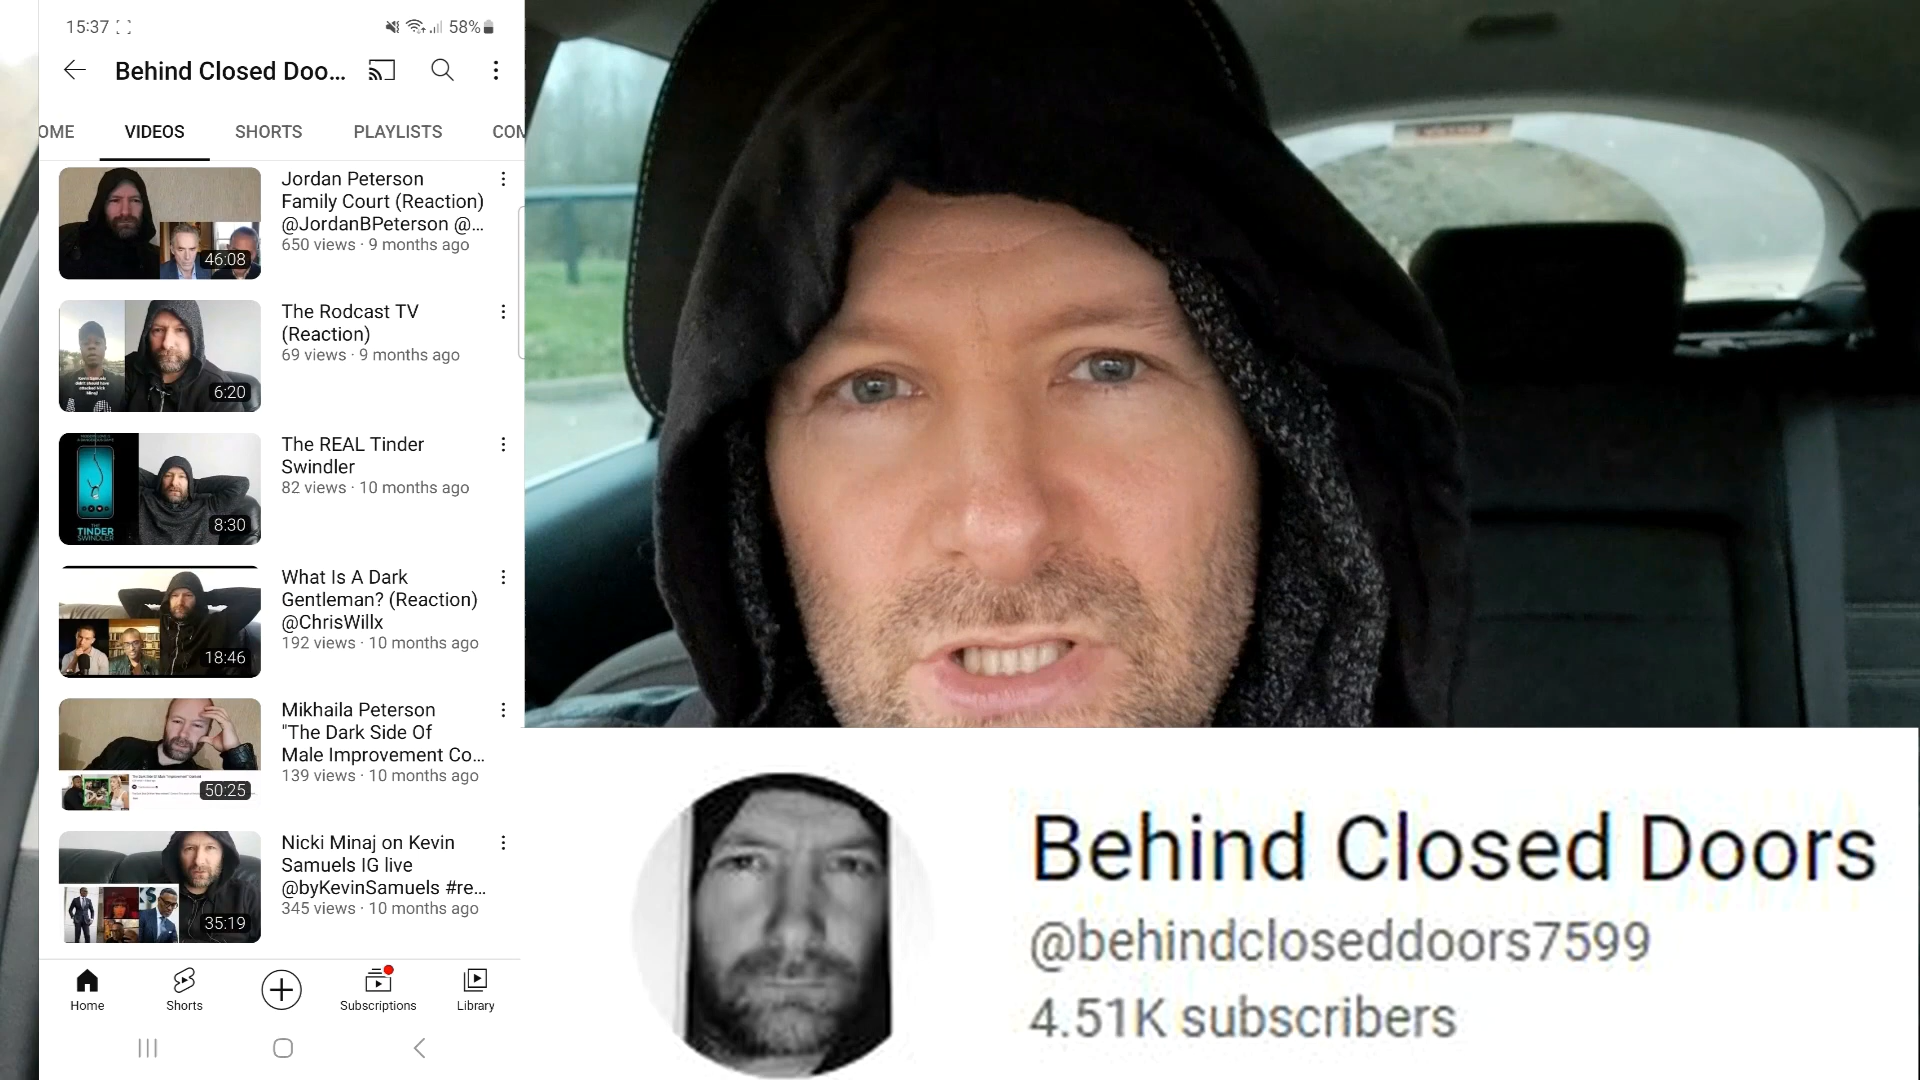 15:37
58%
Behind Closed Doo...
OME
VIDEOS
SHORTS
PLAYLISTS
COM
Jordan Peterson
Family Court (Reaction)
@JordanBPeterson @...
650 views · 9 months ago
46:08
The Rodcast TV
(Reaction)
69 views · 9 months ago
6:20
The REAL Tinder
Swindler
82 views · 10 months ago
8:30
TINDER
SWINDLER
What Is A Dark
Gentleman? (Reaction)
@ChrisWillx
192 views · 10 months ago
18:46
Mikhaila Peterson
"The Dark Side Of
Male Improvement Co...
139 views · 10 months ago
50:25
Nicki Minaj on Kevin
Samuels IG live
@byKevinSamuels #re...
345 views · 10 months ago
35:19
Home
Shorts
Subscriptions
Library
Behind Closed Doors
@behindcloseddoors7599
4.51K subscribers